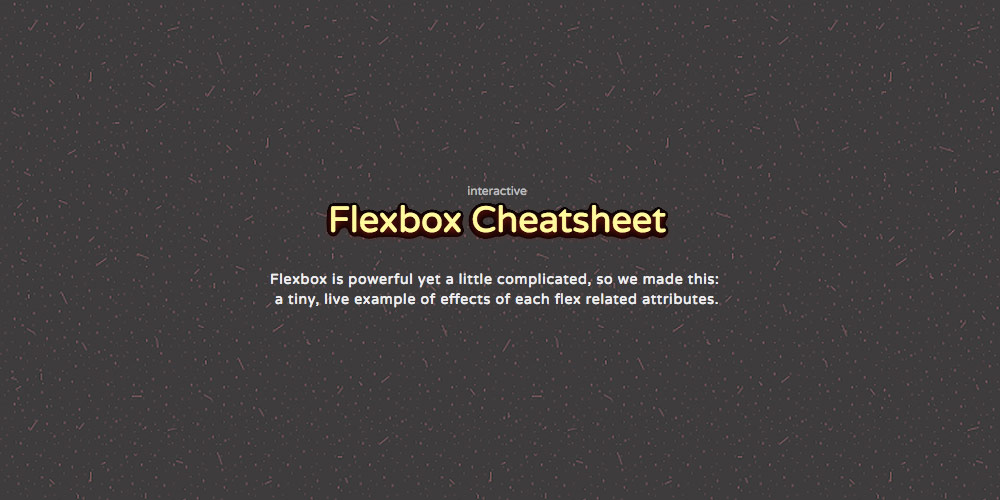 interactive
Flexbox Cheatsheet
Flexbox is powerful yet a little complicated, so we made this:
a tiny, live example of effects of each flex related attributes.